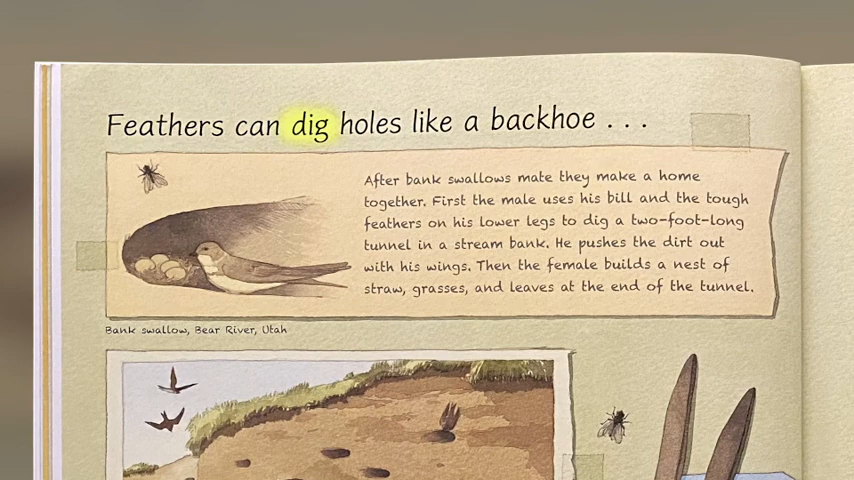 Feathers can dig holes like a backhoe . . .
After bank swallows mate they make a home
together. First the male uses his bill and the tough
feathers on his lower legs to dig a two-foot-long
tunnel in a stream bank. He pushes the dirt out
with his wings. Then the female builds a nest of
straw, grasses, and leaves at the end of the tunnel.
Bank swallow, Bear River, Utah